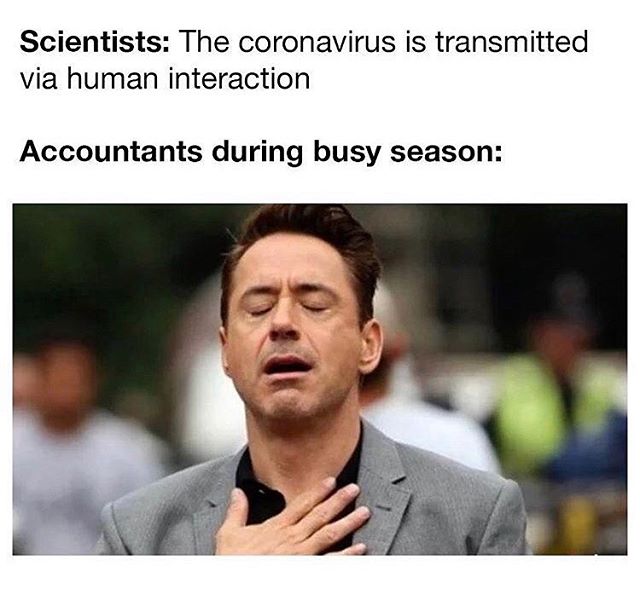 Scientists: The coronavirus is transmitted
via human interaction
Accountants during busy season: